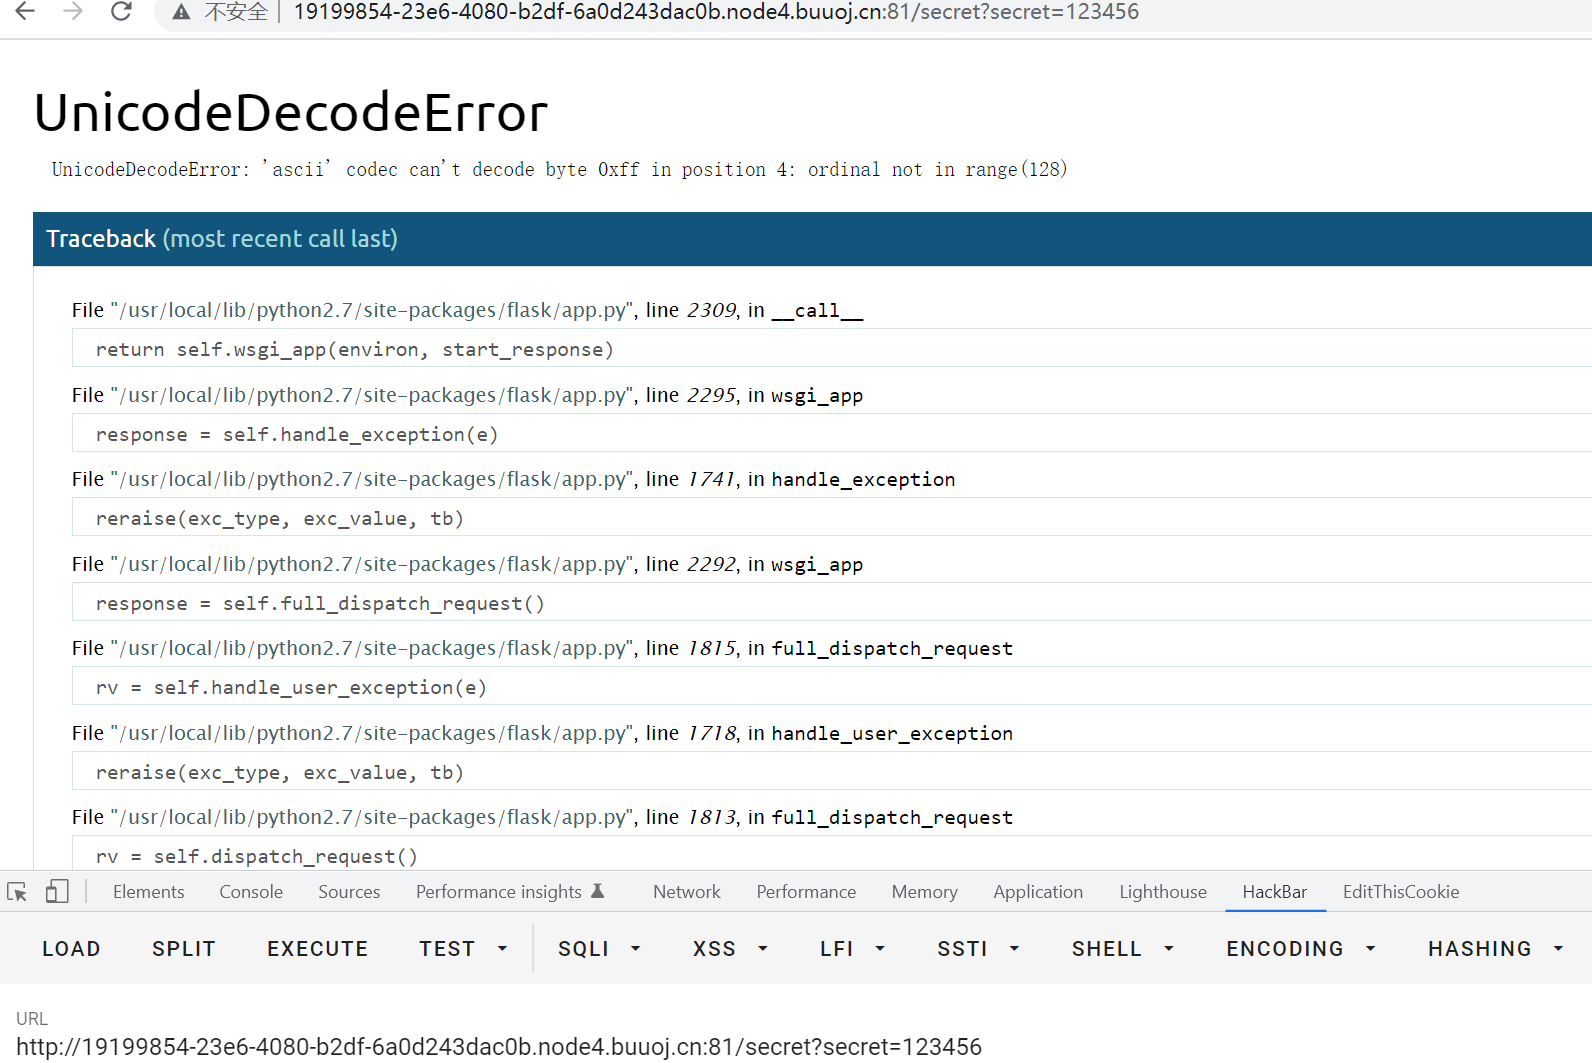 不安全 19199854-23e6-4080-b2df-6a0d243dac0b.node4.buuoj.cn:81/secret?secret=123456
UnicodeDecodeError
UnicodeDecodeError: 'ascii' codec can't decode byte 0xff in position 4: ordinal not in range(128)
Traceback (most recent call last)
File "/usr/local/lib/python2.7/site-packages/flask/app.py", line 2309, in __call__
return self.wsgi_app(environ, start_response)
File "/usr/local/lib/python2.7/site-packages/flask/app.py", line 2295, in wsgi_app
response = self.handle_exception(e)
File "/usr/local/lib/python2.7/site-packages/flask/app.py", line 1741, in handle_exception
reraise(exc_type, exc_value, tb)
File "/usr/local/lib/python2.7/site-packages/flask/app.py", line 2292, in wsgi_app
response = self.full_dispatch_request()
File "/usr/local/lib/python2.7/site-packages/flask/app.py", line 1815, in full_dispatch_request
rv = self.handle_user_exception(e)
File "/usr/local/lib/python2.7/site-packages/flask/app.py", line 1718, in handle_user_exception
reraise(exc_type, exc_value, tb)
File "/usr/local/lib/python2.7/site-packages/flask/app.py", line 1813, in full_dispatch_request
rv = self.dispatch_request()
Elements Console Sources Performance insights Network Performance Memory Application Lighthouse HackBar EditThisCookie
LOAD SPLIT EXECUTE TEST SQLI XSS LFI SSTI SHELL ENCODING HASHING
URL
http://19199854-23e6-4080-b2df-6a0d243dac0b.node4.buuoj.cn:81/secret?secret=123456